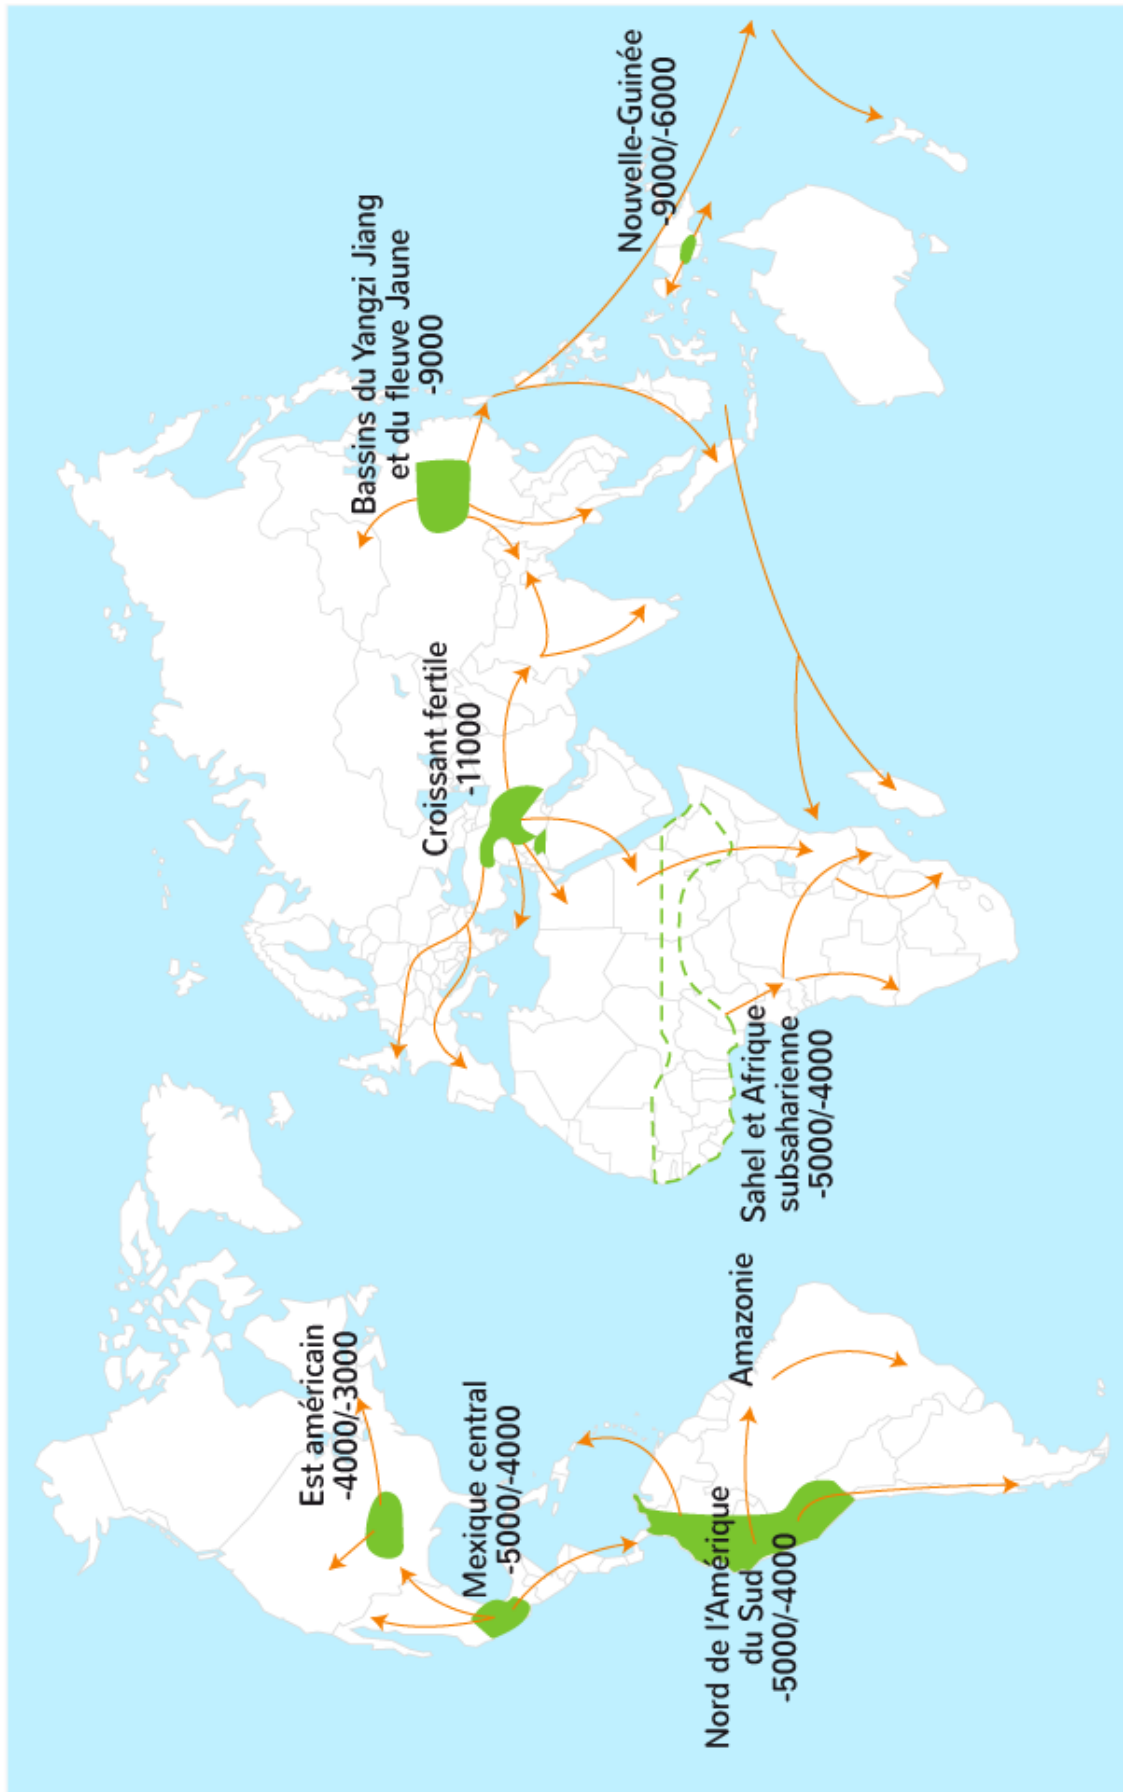 Est américain
-4000/-3000
Mexique central
-5000/-4000
Nord de l'Amérique
du Sud
-5000/-4000
Amazonie
Sahel et Afrique
subsaharienne
-5000/-4000
Croissant fertile
-11000
Bassins du Yangzi Jiang
et du fleuve Jaune
-9000
Nouvelle-Guinée
-9000/-6000